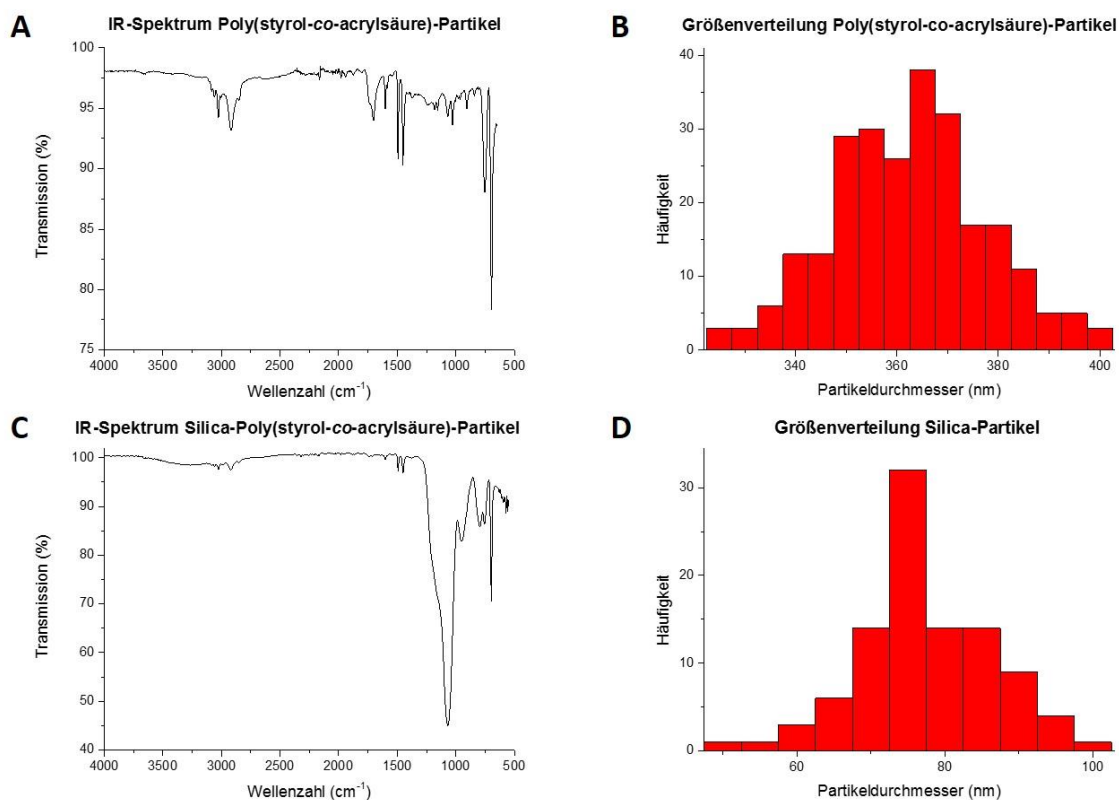 A
IR-Spektrum Poly(styrol-co-acrylsäure)-Partikel
100
95
90
85
80
75
Transmission (%)
4000 3500 3000 2500 2000 1500 1000 500
Wellenzahl (cm⁻¹)
B
Größenverteilung Poly(styrol-co-acrylsäure)-Partikel
40
30
20
10
0
Häufigkeit
340 360 380 400
Partikeldurchmesser (nm)
C
IR-Spektrum Silica-Poly(styrol-co-acrylsäure)-Partikel
100
90
80
70
60
50
40
Transmission (%)
4000 3500 3000 2500 2000 1500 1000 500
Wellenzahl (cm⁻¹)
D
Größenverteilung Silica-Partikel
30
20
10
0
Häufigkeit
60 80 100
Partikeldurchmesser (nm)